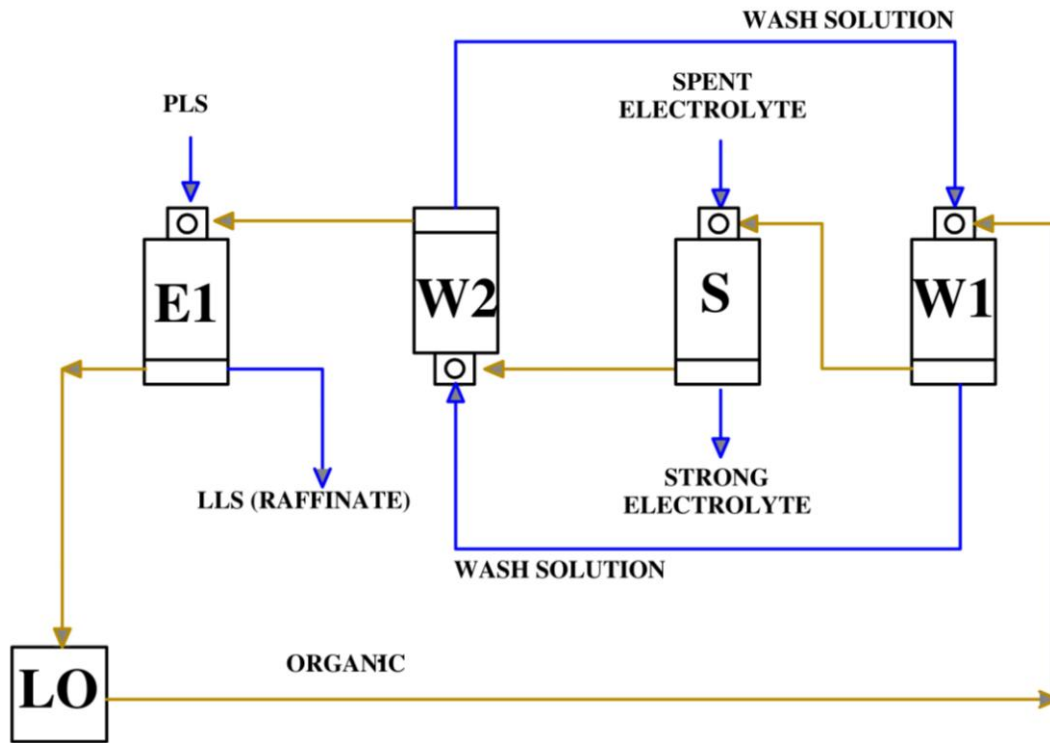 WASH SOLUTION
PLS
SPENT
ELECTROLYTE
E1
W2
S
W1
LLS (RAFFINATE)
STRONG
ELECTROLYTE
WASH SOLUTION
LO
ORGANIC